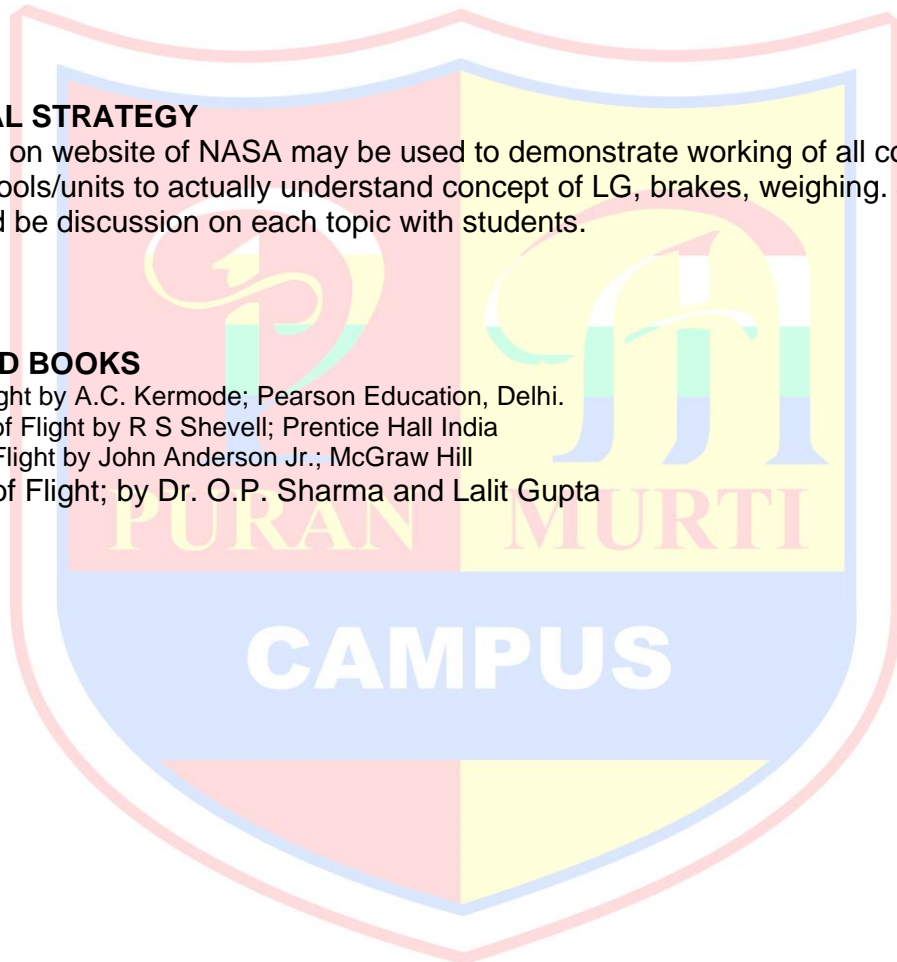 AL STRATEGY
on website of NASA may be used to demonstrate working of all co
ools/units to actually understand concept of LG, brakes, weighing.
d be discussion on each topic with students.
D BOOKS
ght by A.C. Kermode; Pearson Education, Delhi.
of Flight by R S Shevell; Prentice Hall India
Flight by John Anderson Jr.; McGraw Hill
of Flight; by Dr. O.P. Sharma and Lalit Gupta
PURAN MURTI
CAMPUS